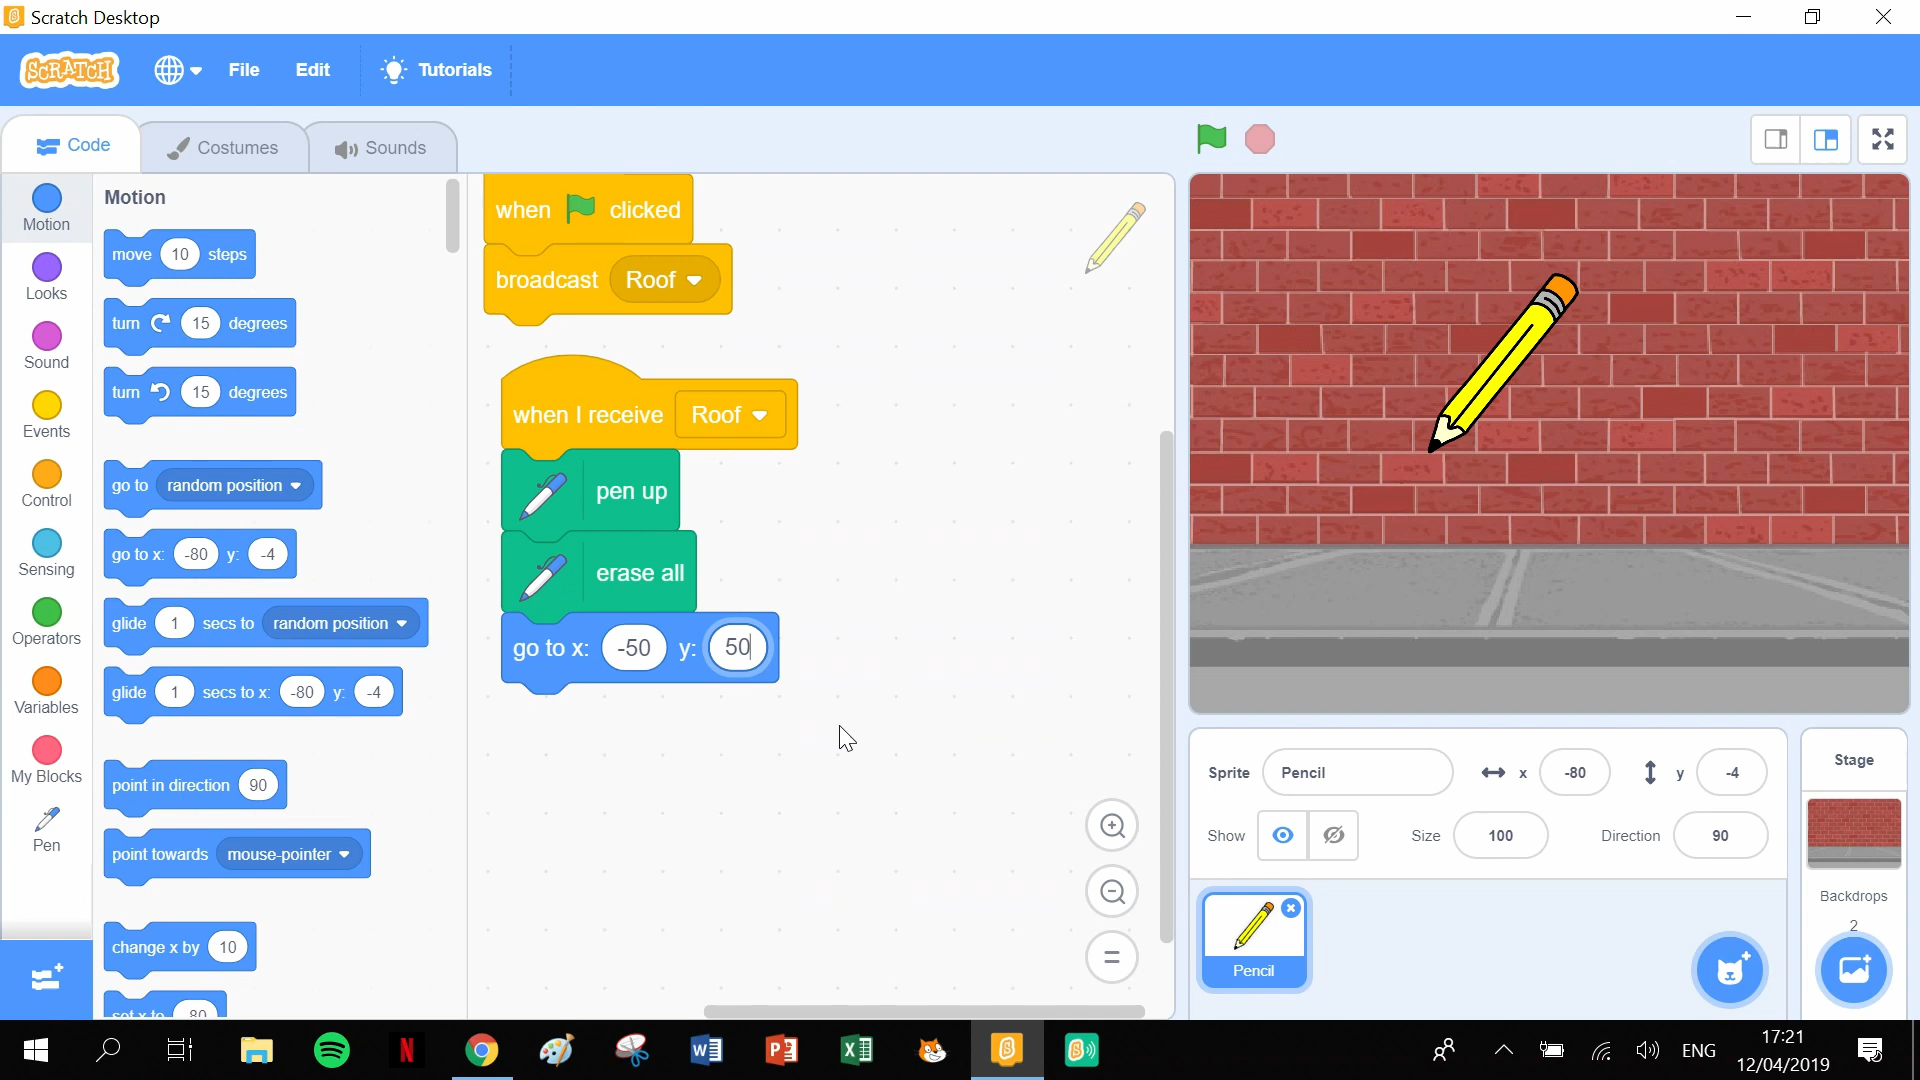 Scratch Desktop
SCRATCH
File
Edit
Tutorials
Code
Costumes
Sounds
Motion
Looks
Sound
Events
Control
Sensing
Operators
Variables
My Blocks
Pen
Motion
move 10 steps
turn 15 degrees
turn 15 degrees
go to random position
go to x: -80 y: -4
glide 1 secs to random position
glide 1 secs to x: -80 y: -4
point in direction 90
point towards mouse-pointer
change x by 10
set x to -80
when clicked
broadcast Roof
when I receive Roof
pen up
erase all
go to x: -50 y: 50
Sprite Pencil x -80 y -4
Show Size 100 Direction 90
Pencil
Stage
Backdrops
2
ENG
17:21
12/04/2019